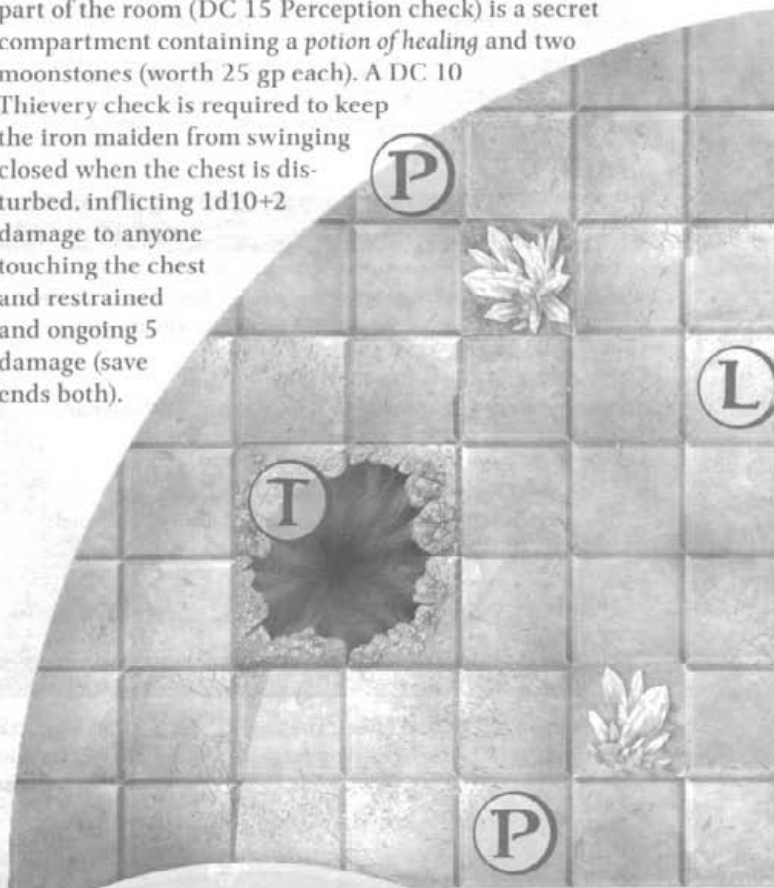 part of the room (DC 15 Perception check) is a secret
compartment containing a potion of healing and two
moonstones (worth 25 gp each). A DC 10
Thievery check is required to keep
the iron maiden from swinging
closed when the chest is dis-
turbed, inflicting 1d10+2
damage to anyone
touching the chest
and restrained
and ongoing 5
damage (save
ends both).
P
L
T
P